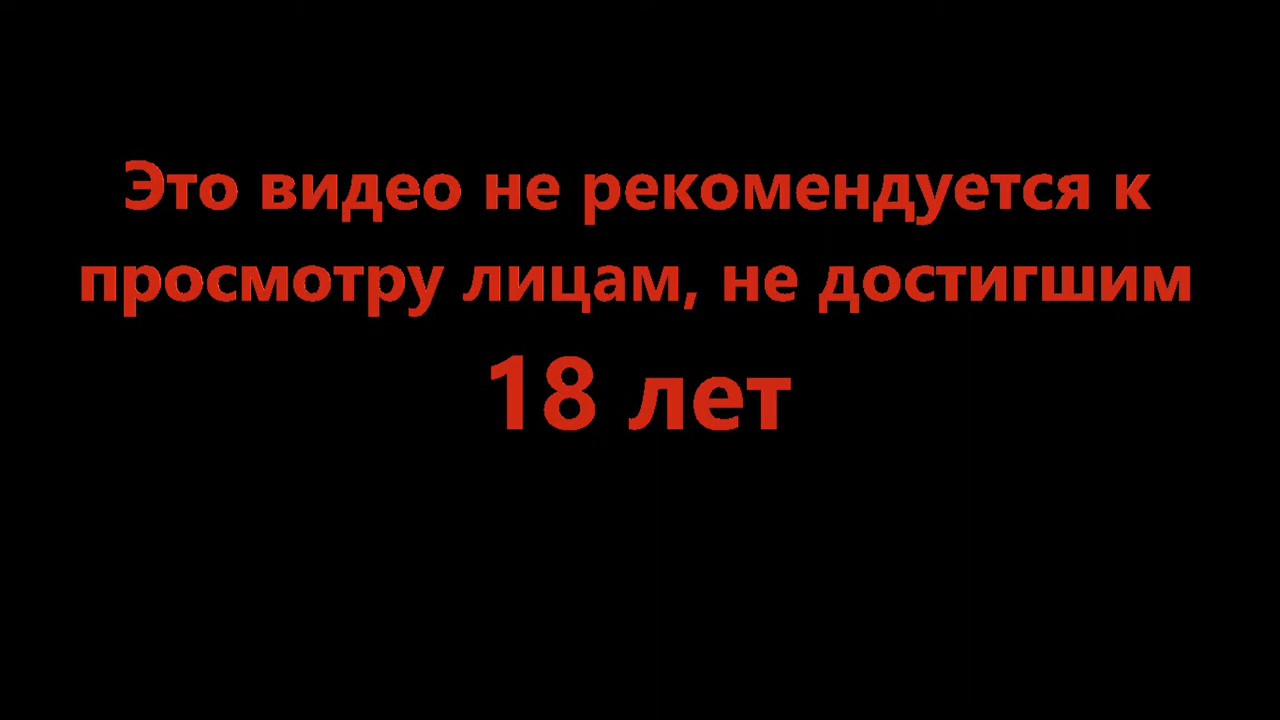 Это видео не рекомендуется к
просмотру лицам, не достигшим
18 лет